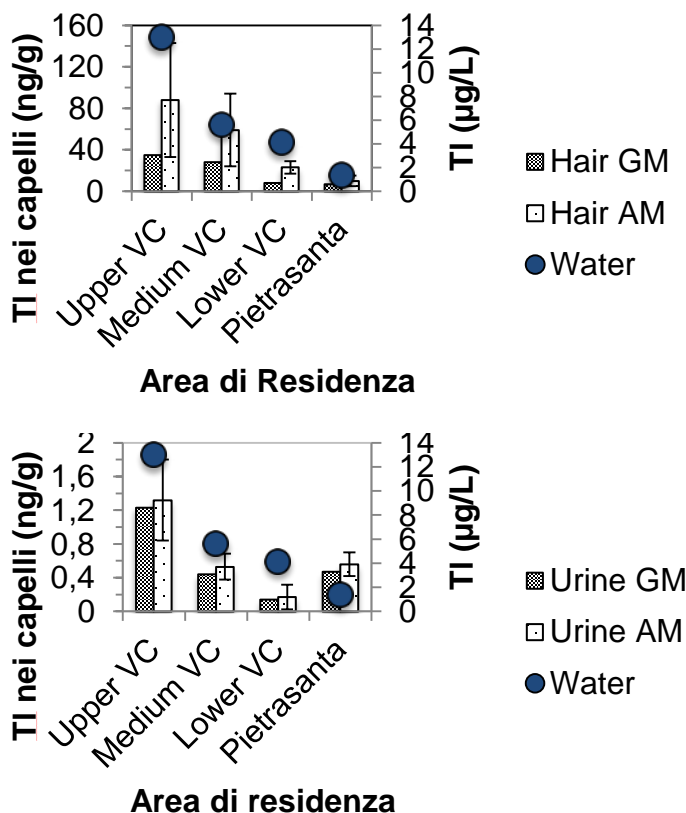 160
120
80
40
0
Tl nei capelli (ng/g)
14
12
10
8
6
4
2
0
Tl (µg/L)
Upper VC
Medium VC
Lower VC
Pietrasanta
Area di Residenza
Hair GM
Hair AM
Water
2
1,6
1,2
0,8
0,4
0
Tl nei capelli (ng/g)
14
12
10
8
6
4
2
0
Tl (µg/L)
Upper VC
Medium VC
Lower VC
Pietrasanta
Area di residenza
Urine GM
Urine AM
Water